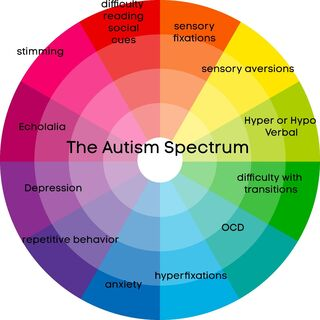 difficulty
reading
social
cues
sensory
fixations
stimming
sensory aversions
Echolalia
Hyper or Hypo
Verbal
The Autism Spectrum
Depression
difficulty with
transitions
OCD
repetitive behavior
hyperfixations
anxiety